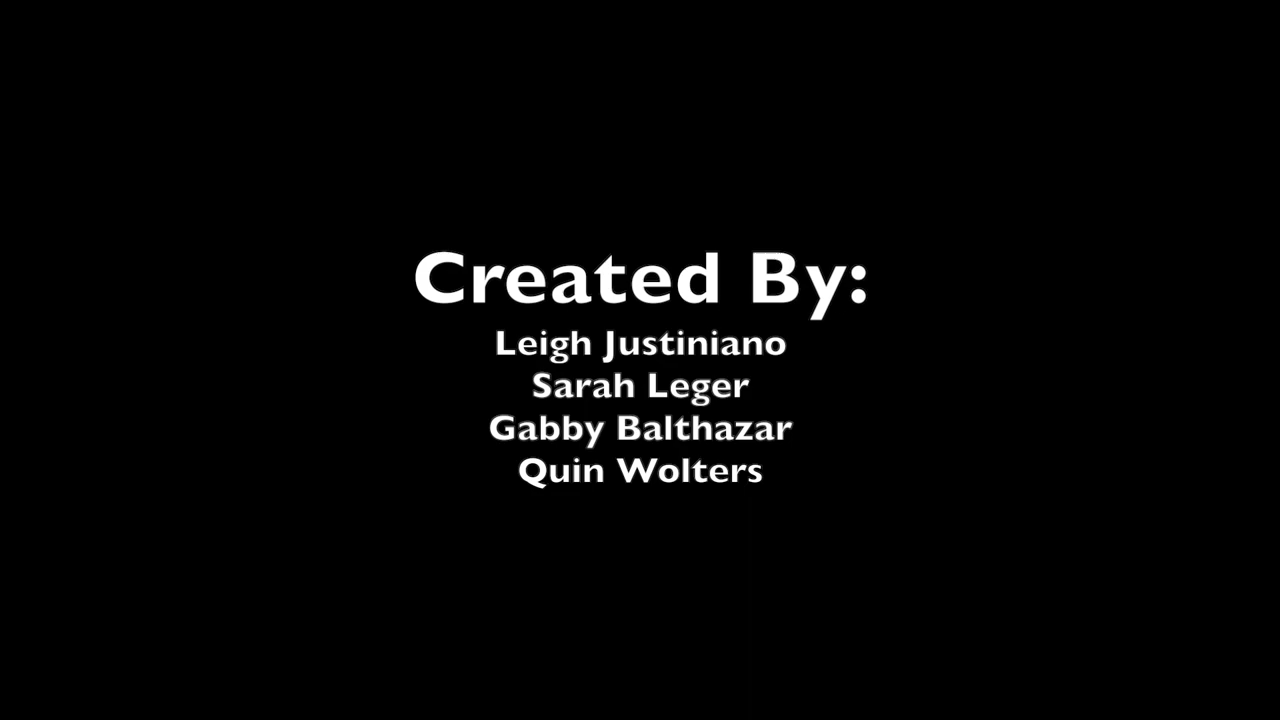 Created By:
Leigh Justiniano
Sarah Leger
Gabby Balthazar
Quin Wolters